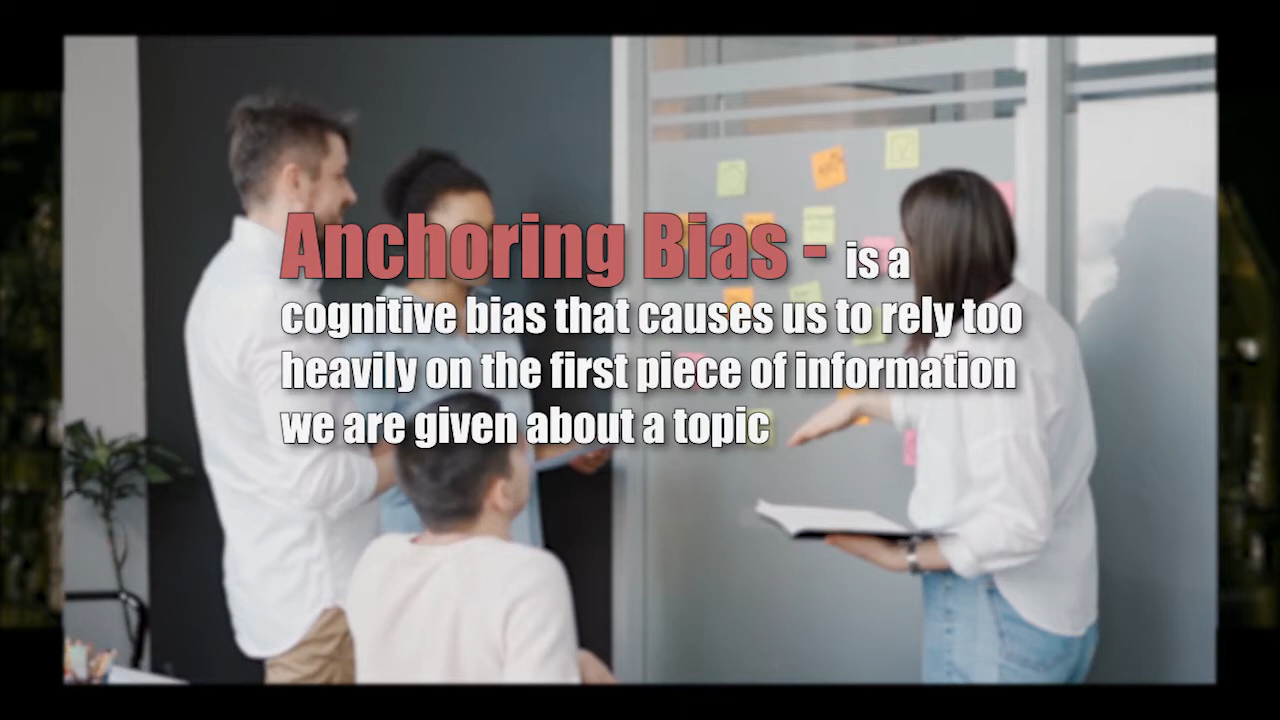 Anchoring Bias - is a
cognitive bias that causes us to rely too
heavily on the first piece of information
we are given about a topic